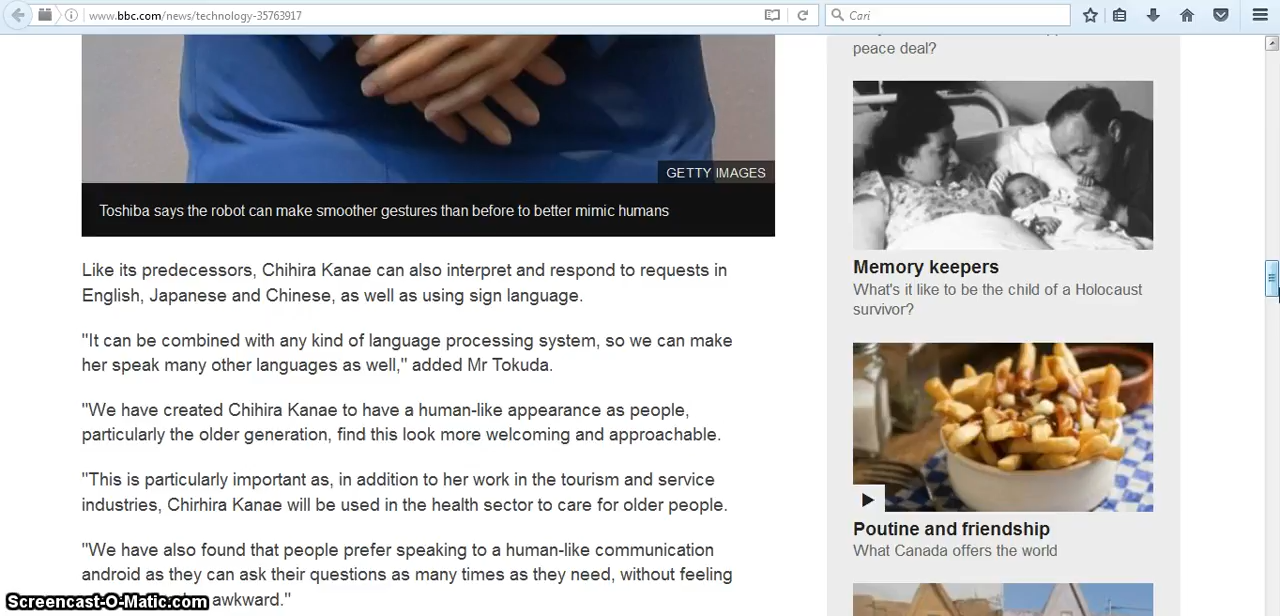 www.bbc.com/news/technology-35763917
Cari
GETTY IMAGES
Toshiba says the robot can make smoother gestures than before to better mimic humans
Like its predecessors, Chihira Kanae can also interpret and respond to requests in
English, Japanese and Chinese, as well as using sign language.
"It can be combined with any kind of language processing system, so we can make
her speak many other languages as well," added Mr Tokuda.
"We have created Chihira Kanae to have a human-like appearance as people,
particularly the older generation, find this look more welcoming and approachable.
"This is particularly important as, in addition to her work in the tourism and service
industries, Chirhira Kanae will be used in the health sector to care for older people.
"We have also found that people prefer speaking to a human-like communication
android as they can ask their questions as many times as they need, without feeling
awkward."
peace deal?
Memory keepers
What's it like to be the child of a Holocaust
survivor?
Poutine and friendship
What Canada offers the world
Screencast-O-Matic.com